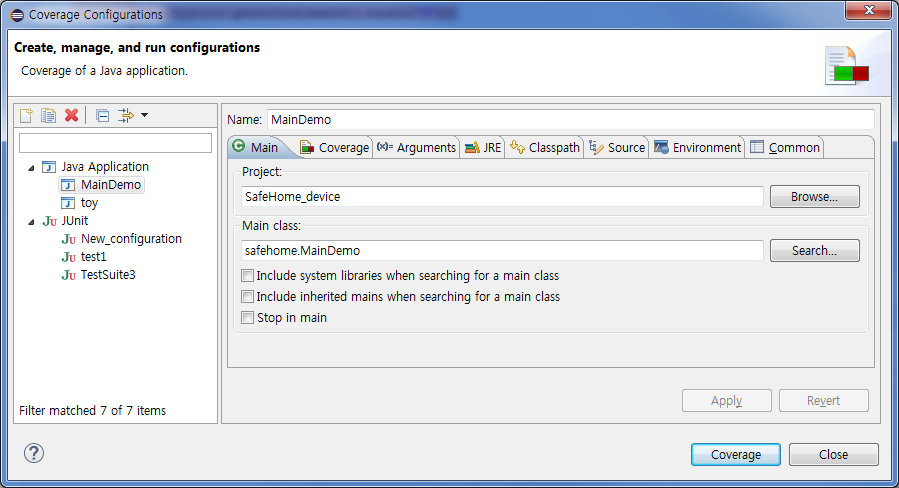 Coverage Configurations
Create, manage, and run configurations
Coverage of a Java application.
Name: MainDemo
Main Coverage (x)= Arguments JRE Classpath Source Environment Common
Java Application
MainDemo
toy
JUnit
New_configuration
test1
TestSuite3
Filter matched 7 of 7 items
Project:
SafeHome_device
Browse...
Main class:
safehome.MainDemo
Search...
Include system libraries when searching for a main class
Include inherited mains when searching for a main class
Stop in main
Apply
Revert
Coverage
Close